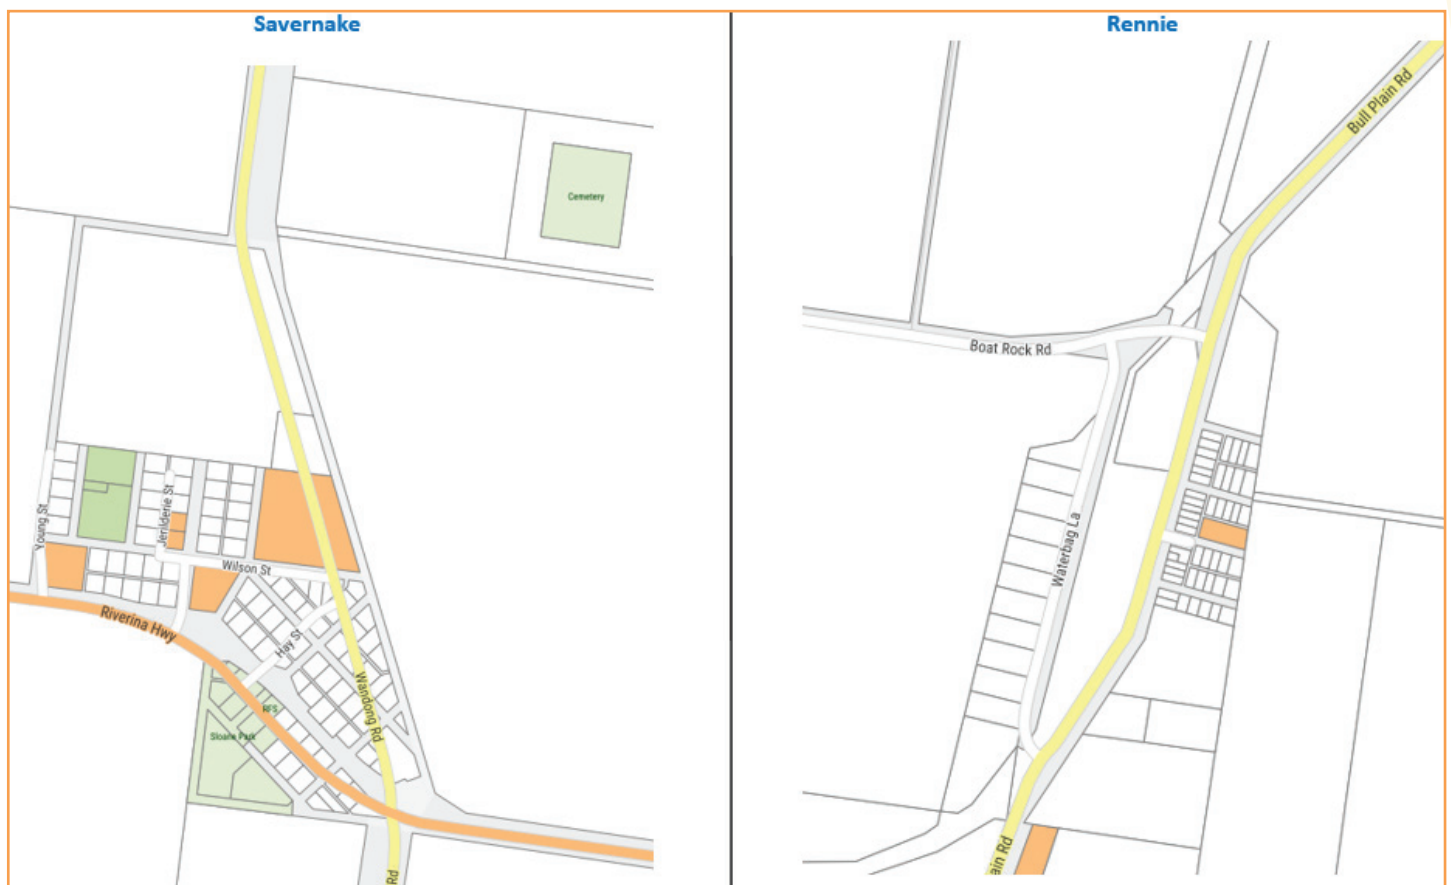 Savernake
Rennie
Cemetery
Young St
Jerilderie St
Wilson St
Riverina Hwy
Hay St
RFS
Sloane Park
Wandong Rd
Rd
Bull Plain Rd
Boat Rock Rd
Waterbag La
ain Rd